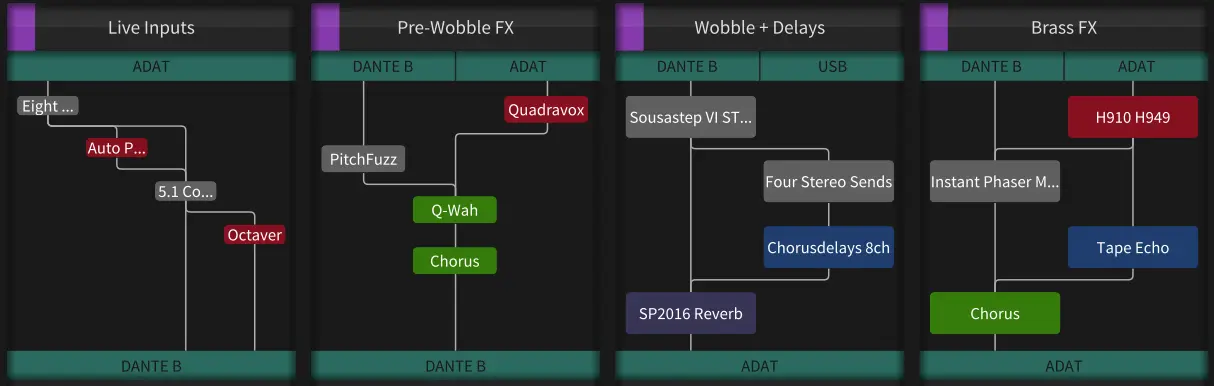 Live Inputs
ADAT
Eight ...
Auto P...
5.1 Co...
Octaver
DANTE B
Pre-Wobble FX
DANTE B
ADAT
Quadravox
PitchFuzz
Q-Wah
Chorus
DANTE B
Wobble + Delays
DANTE B
USB
Sousastep VI ST...
Four Stereo Sends
Chorusdelays 8ch
SP2016 Reverb
ADAT
Brass FX
DANTE B
ADAT
H910 H949
Instant Phaser M...
Tape Echo
Chorus
ADAT